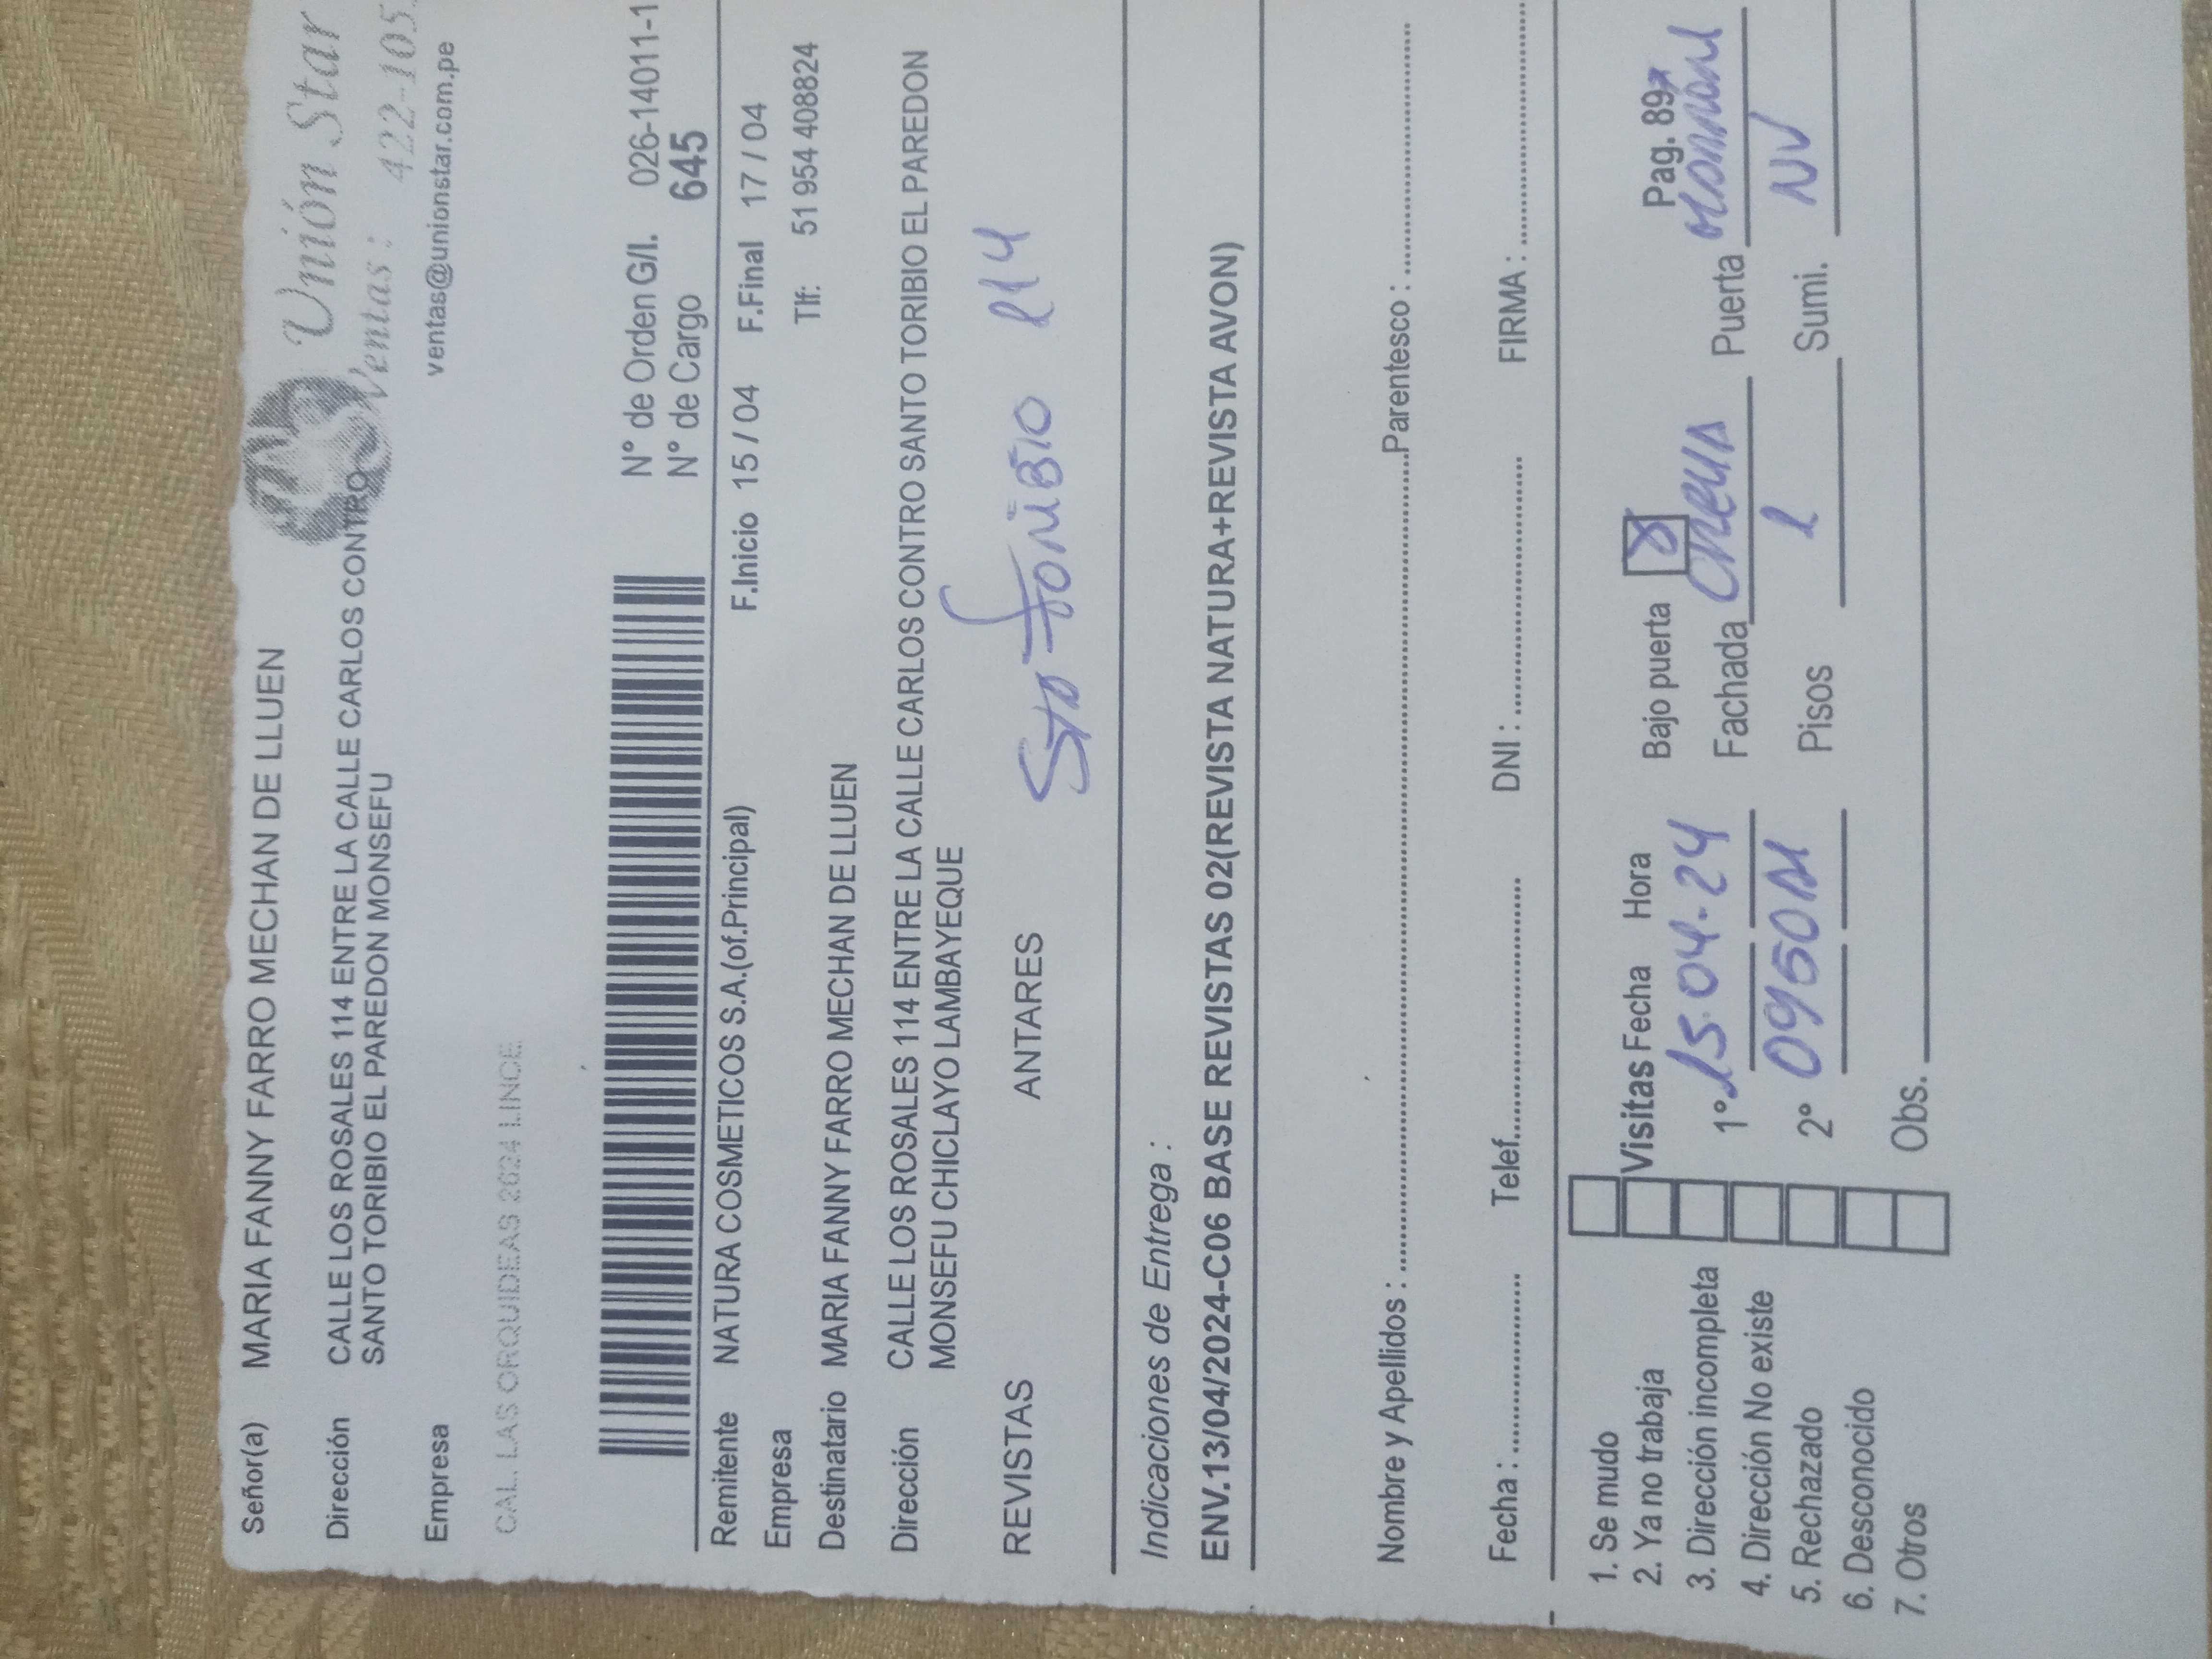 Señor(a) MARIA FANNY FARRO MECHAN DE LLUEN
Unión Star
Ventas : 422-105
ventas@unionstar.com.pe
Dirección CALLE LOS ROSALES 114 ENTRE LA CALLE CARLOS CONTRO
SANTO TORIBIO EL PAREDON MONSEFU
Empresa
CAL. LAS ORQUIDEAS 2624 LINCE
N° de Orden G/I. 026-14011-1
N° de Cargo 645
Remitente NATURA COSMETICOS S.A.(of.Principal) F.Inicio 15 / 04 F.Final 17 / 04
Empresa Tlf: 51 954 408824
Destinatario MARIA FANNY FARRO MECHAN DE LLUEN
Dirección CALLE LOS ROSALES 114 ENTRE LA CALLE CARLOS CONTRO SANTO TORIBIO EL PAREDON
MONSEFU CHICLAYO LAMBAYEQUE
REVISTAS ANTARES Sto Toribio 114
Indicaciones de Entrega :
ENV.13/04/2024-C06 BASE REVISTAS 02(REVISTA NATURA+REVISTA AVON)
Nombre y Apellidos : Parentesco :
Fecha : Telef. DNI : FIRMA :
1. Se mudo
2. Ya no trabaja
3. Dirección incompleta
4. Dirección No existe
5. Rechazado
6. Desconocido
7. Otros
Visitas Fecha Hora
1° 15-04-24
2° 0950 AM
Obs.
Bajo puerta Pag. 897
Fachada CREMA Puerta
Pisos 1 Sumi. NV